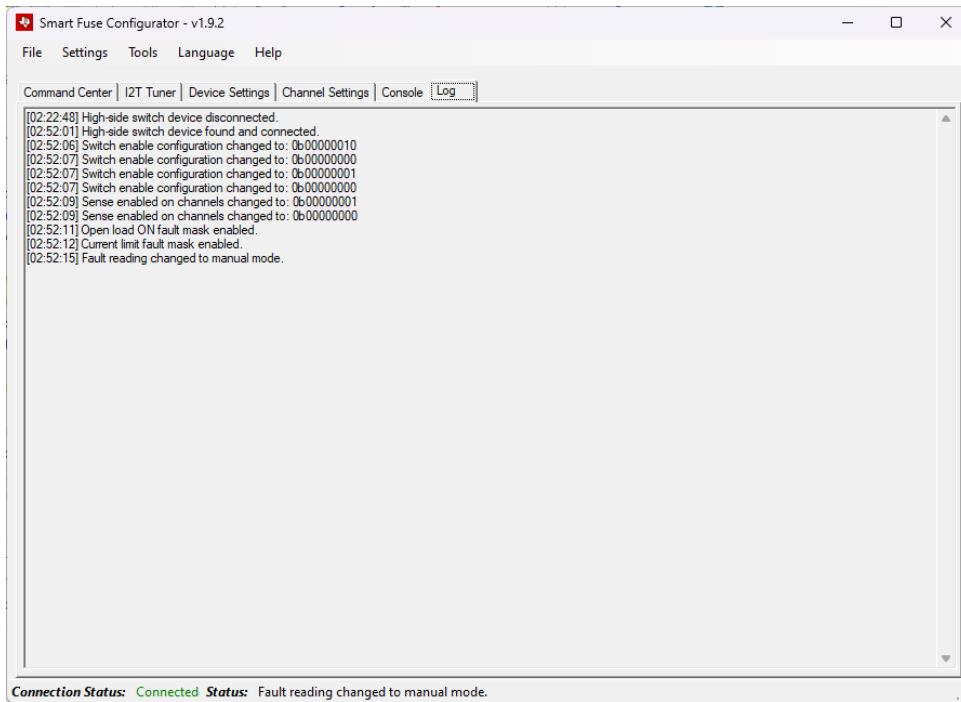 Smart Fuse Configurator - v1.9.2
File Settings Tools Language Help
Command Center I2T Tuner Device Settings Channel Settings Console Log
[02:22:48] High-side switch device disconnected.
[02:52:01] High-side switch device found and connected.
[02:52:06] Switch enable configuration changed to: 0b00000010
[02:52:07] Switch enable configuration changed to: 0b00000000
[02:52:07] Switch enable configuration changed to: 0b00000001
[02:52:07] Switch enable configuration changed to: 0b00000000
[02:52:09] Sense enabled on channels changed to: 0b00000001
[02:52:09] Sense enabled on channels changed to: 0b00000000
[02:52:11] Open load ON fault mask enabled.
[02:52:12] Current limit fault mask enabled.
[02:52:15] Fault reading changed to manual mode.
Connection Status: Connected Status: Fault reading changed to manual mode.